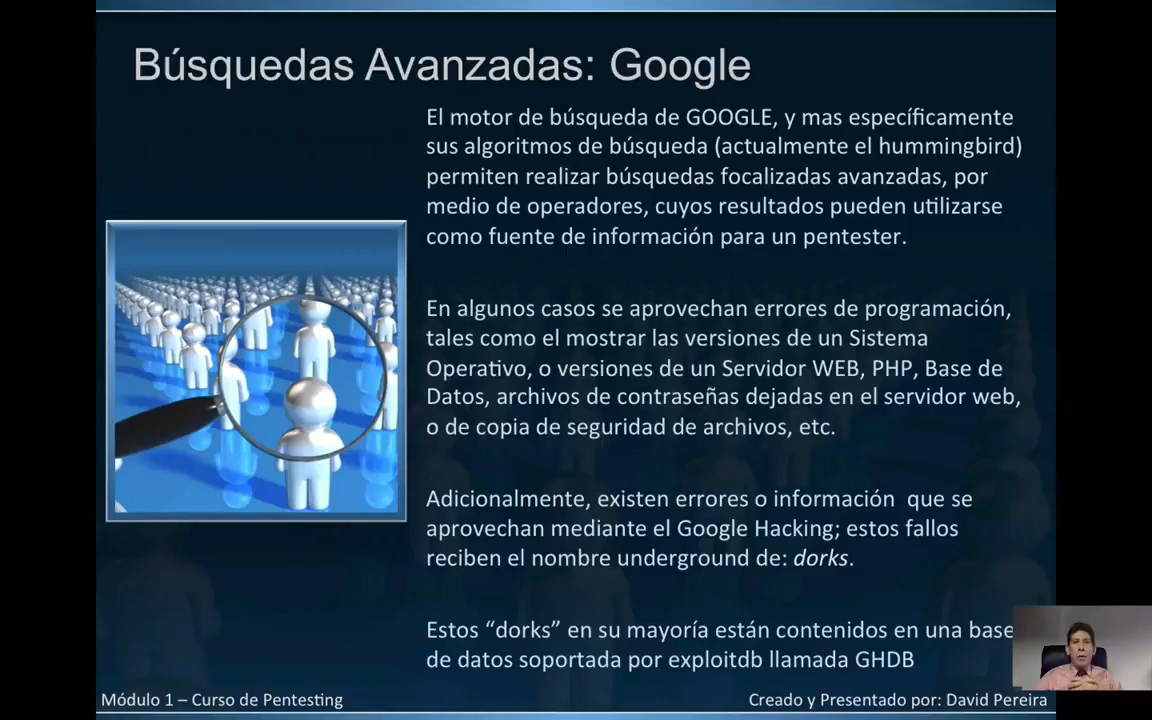 Búsquedas Avanzadas: Google
El motor de búsqueda de GOOGLE, y mas específicamente
sus algoritmos de búsqueda (actualmente el hummingbird)
permiten realizar búsquedas focalizadas avanzadas, por
medio de operadores, cuyos resultados pueden utilizarse
como fuente de información para un pentester.
En algunos casos se aprovechan errores de programación,
tales como el mostrar las versiones de un Sistema
Operativo, o versiones de un Servidor WEB, PHP, Base de
Datos, archivos de contraseñas dejadas en el servidor web,
o de copia de seguridad de archivos, etc.
Adicionalmente, existen errores o información  que se
aprovechan mediante el Google Hacking; estos fallos
reciben el nombre underground de: dorks.
Estos “dorks” en su mayoría están contenidos en una base
de datos soportada por exploitdb llamada GHDB
Módulo 1 – Curso de Pentesting
Creado y Presentado por: David Pereira